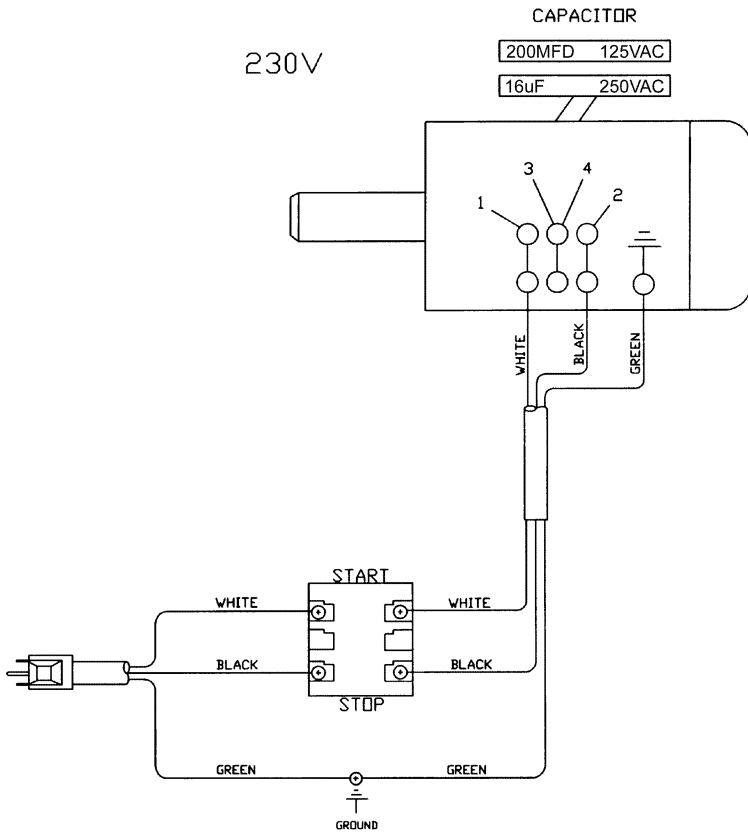 CAPACITOR
230V
200MFD 125VAC
16uF 250VAC
3 4
1 2
WHITE
BLACK
GREEN
START
WHITE WHITE
BLACK BLACK
STOP
GREEN GREEN
GROUND